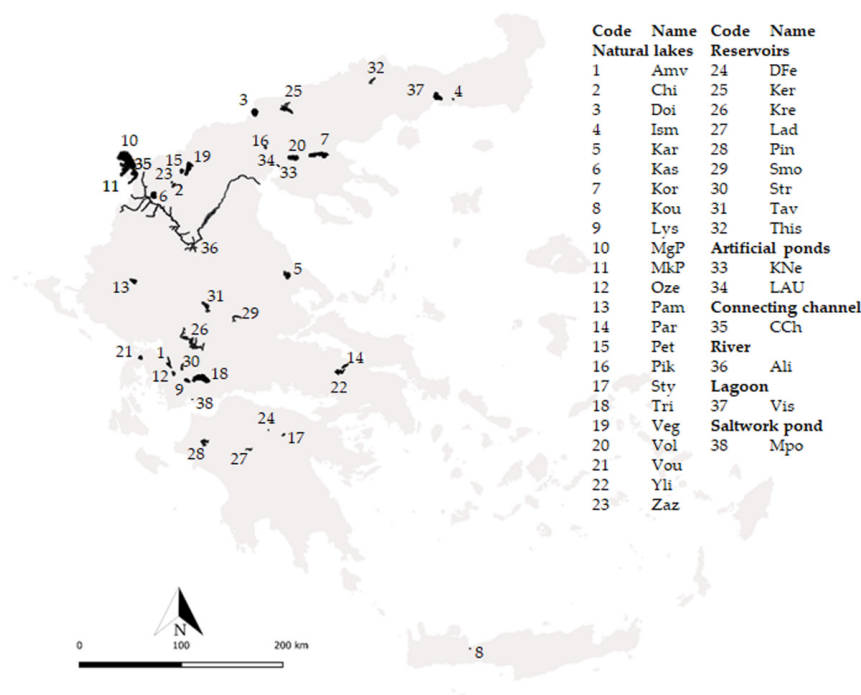 Code Name Code Name
Natural lakes Reservoirs
1 Amv 24 DFe
2 Chi 25 Ker
3 Doi 26 Kre
4 Ism 27 Lad
5 Kar 28 Pin
6 Kas 29 Smo
7 Kor 30 Str
8 Kou 31 Tav
9 Lys 32 This
10 MgP Artificial ponds
11 MkP 33 KNe
12 Oze 34 LAU
13 Pam Connecting channel
14 Par 35 CCh
15 Pet River
16 Pik 36 Ali
17 Sty Lagoon
18 Tri 37 Vis
19 Veg Saltwork pond
20 Vol 38 Mpo
21 Vou
22 Yli
23 Zaz
32
25
37 4
3
10
16
20 7
15 19
35
23
34
33
11
6
2
36
5
13
31
29
26
21
1
30
14
12
9
18
22
38
24
17
28
27
N
0 100 200 km
8